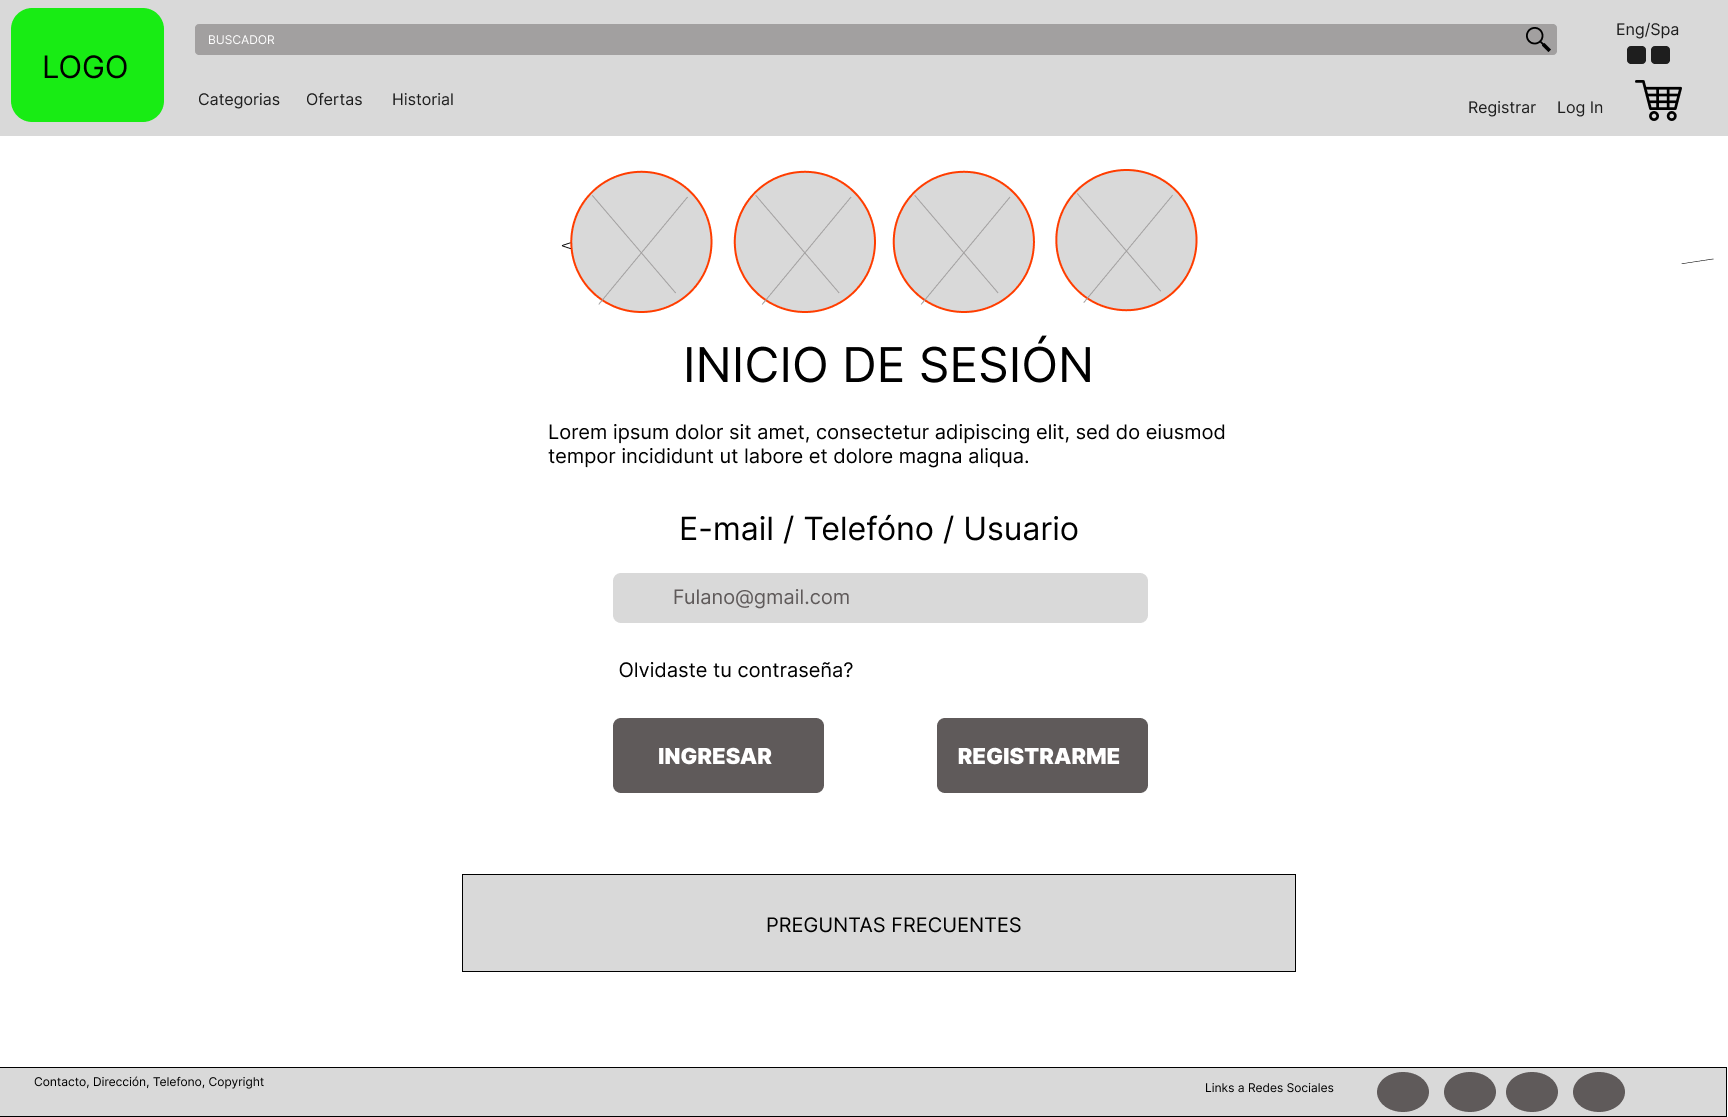 LOGO
BUSCADOR
Eng/Spa
Categorias
Ofertas
Historial
Registrar
Log In
INICIO DE SESIÓN
Lorem ipsum dolor sit amet, consectetur adipiscing elit, sed do eiusmod
tempor incididunt ut labore et dolore magna aliqua.
E-mail / Telefóno / Usuario
Fulano@gmail.com
Olvidaste tu contraseña?
INGRESAR
REGISTRARME
PREGUNTAS FRECUENTES
Contacto, Dirección, Telefono, Copyright
Links a Redes Sociales